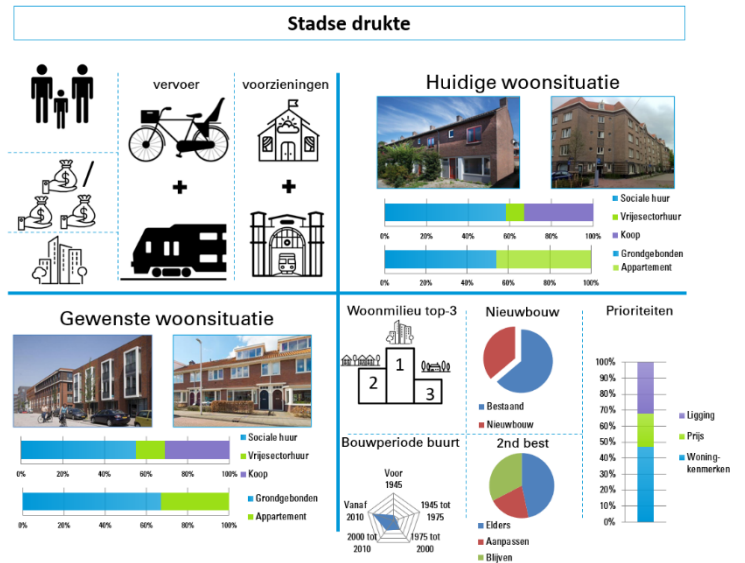 Stadse drukte
vervoer
voorzieningen
+
+
$
/
$
$
Huidige woonsituatie
Sociale huur
Vrijesectorhuur
Koop
0% 20% 40% 60% 80% 100%
Grondgebonden
Appartement
0% 20% 40% 60% 80% 100%
Gewenste woonsituatie
Sociale huur
Vrijesectorhuur
Koop
0% 20% 40% 60% 80% 100%
Grondgebonden
Appartement
0% 20% 40% 60% 80% 100%
Woonmilieu top-3
1
2
3
Nieuwbouw
Bestaand
Nieuwbouw
Bouwperiode buurt
Voor
1945
1945 tot
1975
1975 tot
2000
2000 tot
2010
Vanaf
2010
2nd best
Elders
Aanpassen
Blijven
Prioriteiten
100%
90%
80%
70%
60%
50%
40%
30%
20%
10%
0%
Ligging
Prijs
Woning-
kenmerken